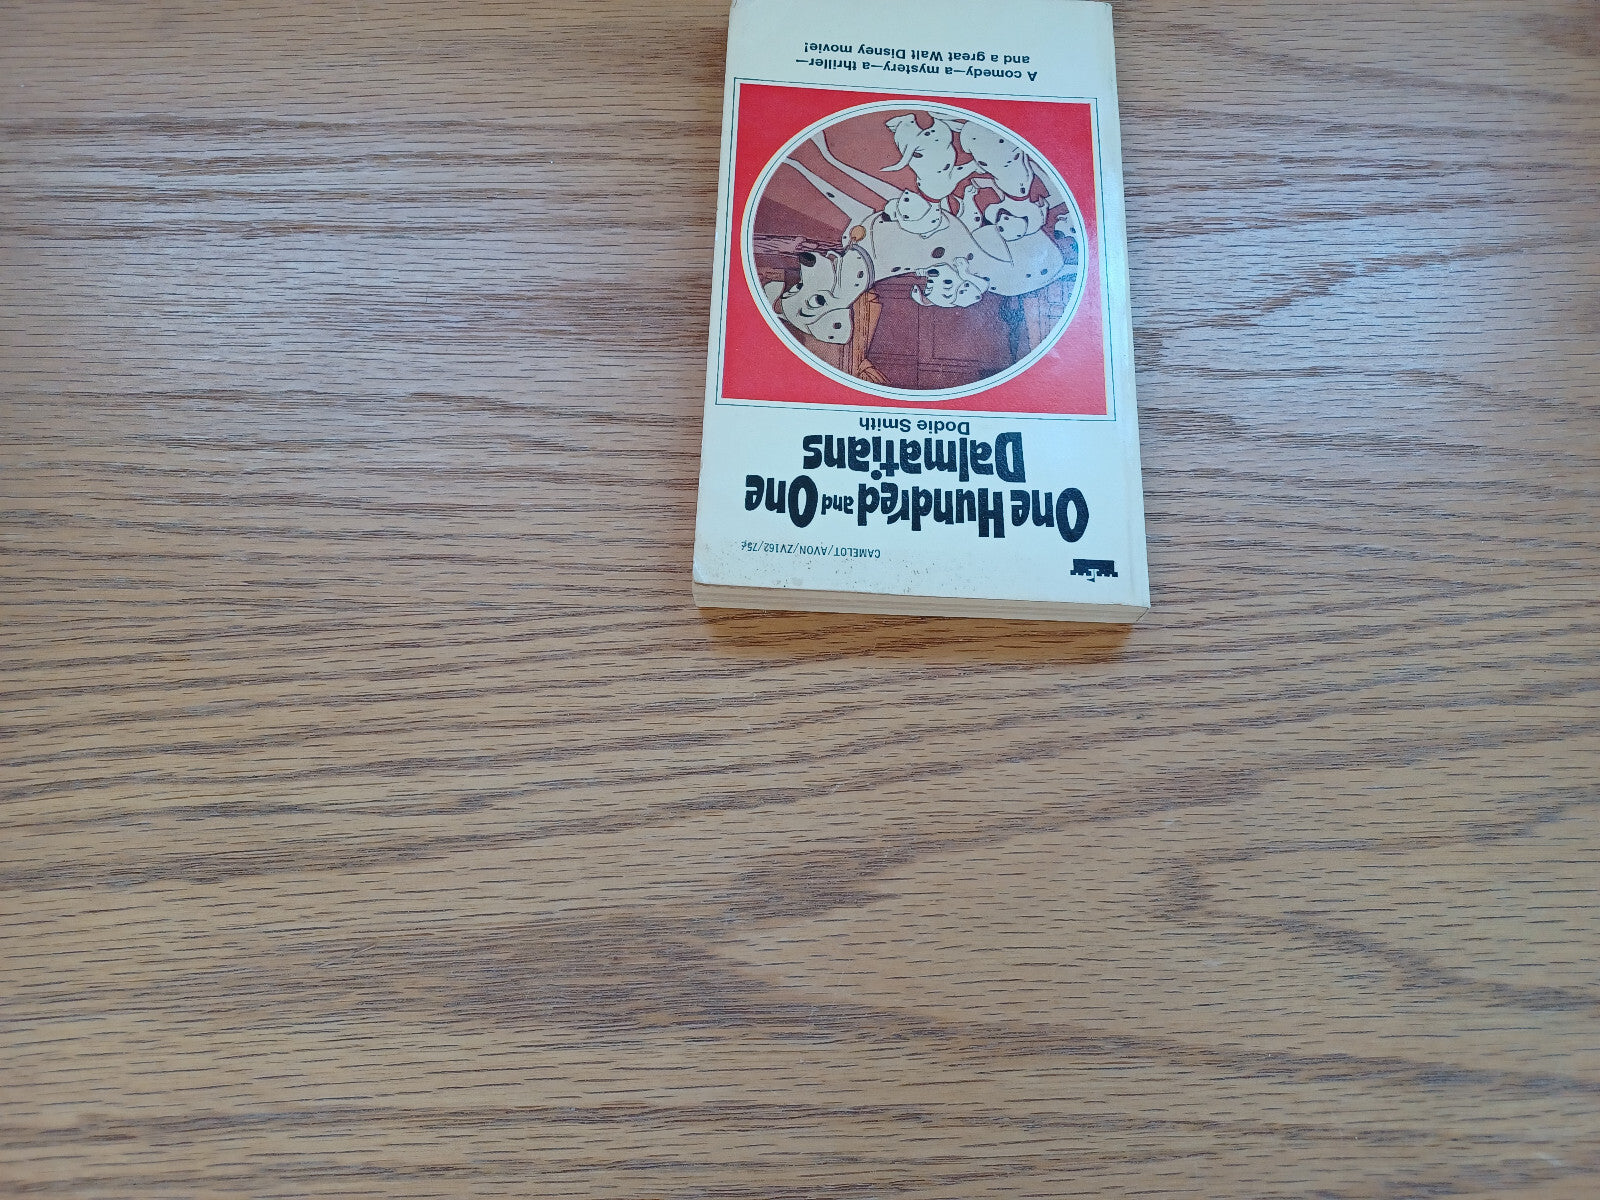 CAMELOT/AVON/ZV162/75¢
One Hundred and One
Dalmatians
Dodie Smith
A comedy—a mystery—a thriller—
and a great Walt Disney movie!